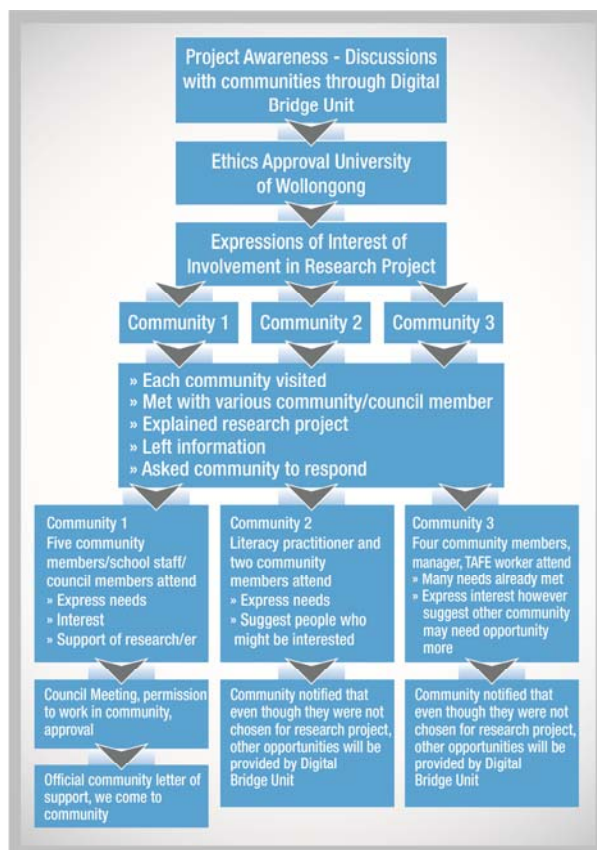 Project Awareness - Discussions
with communities through Digital
Bridge Unit
Ethics Approval University
of Wollongong
Expressions of Interest of
Involvement in Research Project
Community 1
Community 2
Community 3
» Each community visited
» Met with various community/council member
» Explained research project
» Left information
» Asked community to respond
Community 1
Five community
members/school staff/
council members attend
» Express needs
» Interest
» Support of research/er
Community 2
Literacy practitioner and
two community
members attend
» Express needs
» Suggest people who
might be interested
Community 3
Four community members,
manager, TAFE worker attend
» Many needs already met
» Express interest however
suggest other community
may need opportunity
more
Council Meeting, permission
to work in community,
approval
Community notified that
even though they were not
chosen for research project,
other opportunities will be
provided by Digital
Bridge Unit
Community notified that
even though they were not
chosen for research project,
other opportunities will be
provided by Digital
Bridge Unit
Official community letter of
support, we come to
community